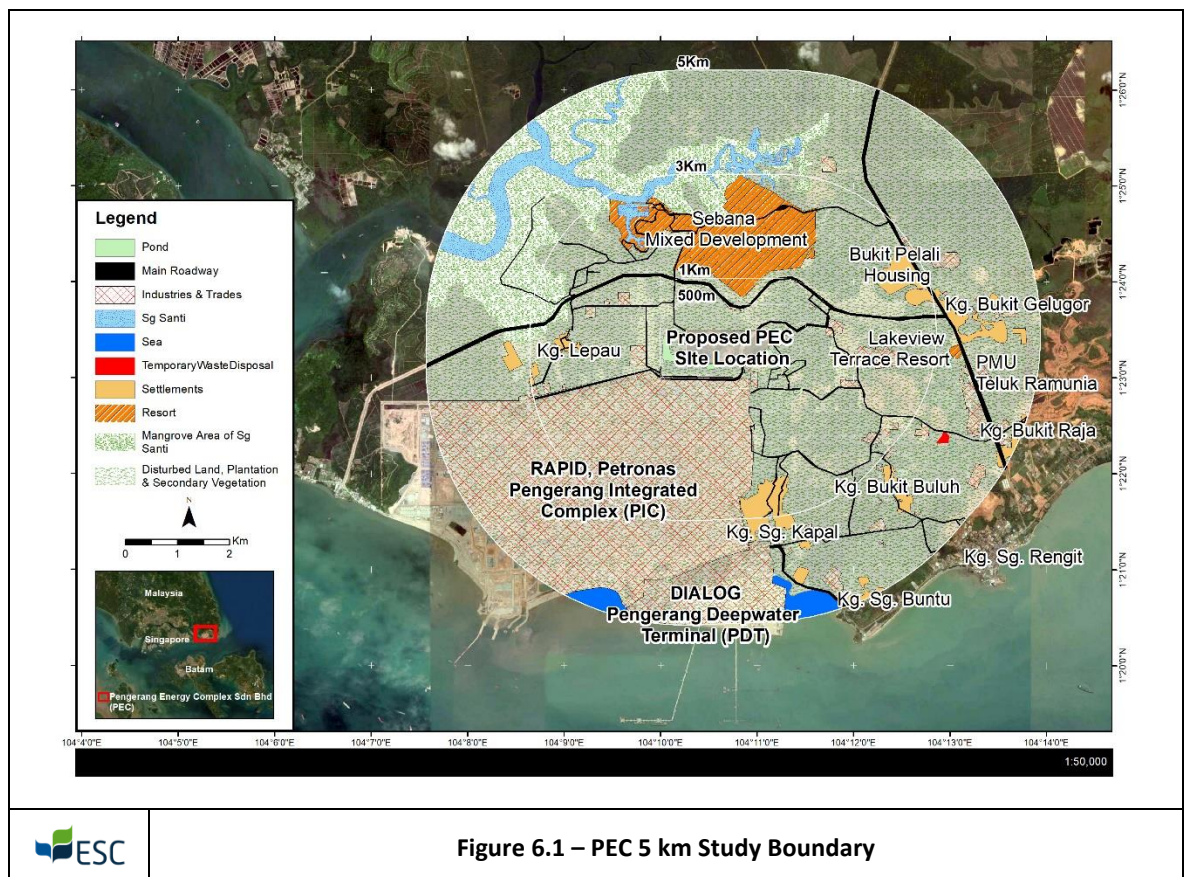 5Km
3Km
Sebana
Mixed Development
1Km
500m
Bukit Pelali
Housing
Kg. Bukit Gelugor
Proposed PEC
SIte Location
Kg. Lepau
Lakeview
Terrace Resort
PMU
Teluk Ramunia
Kg. Bukit Raja
RAPID, Petronas
Pengerang Integrated
Complex (PIC)
Kg. Bukit Buluh
Kg. Sg. Kapal
Kg. Sg. Rengit
DIALOG
Pengerang Deepwater
Terminal (PDT)
Kg. Sg. Buntu
Legend
Pond
Main Roadway
Industries & Trades
Sg Santi
Sea
TemporaryWasteDisposal
Settlements
Resort
Mangrove Area of Sg
Santi
Disturbed Land, Plantation
& Secondary Vegetation
N
Km
0 1 2
Malaysia
Singapore
Batam
Pengerang Energy Complex Sdn Bhd
(PEC)
1°26'0"N
1°25'0"N
1°24'0"N
1°23'0"N
1°22'0"N
1°21'0"N
1°20'0"N
104°4'0"E 104°5'0"E 104°6'0"E 104°7'0"E 104°8'0"E 104°9'0"E 104°10'0"E 104°11'0"E 104°12'0"E 104°13'0"E 104°14'0"E
1:50,000
ESC
Figure 6.1 – PEC 5 km Study Boundary